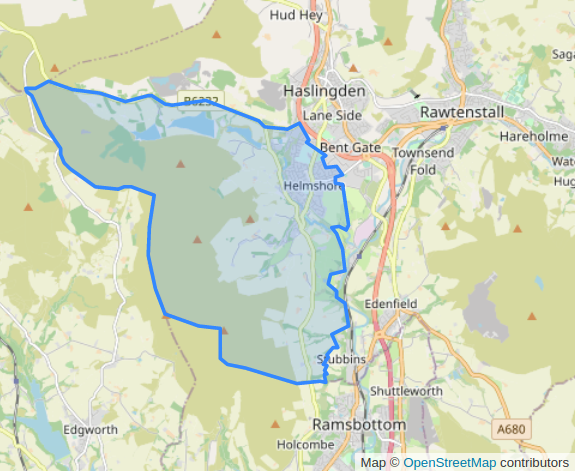 Hud Hey
Saga
B6232
Haslingden
Lane Side
Rawtenstall
Hareholme
Bent Gate
Townsend
Fold
Wat
Hug
Helmshore
Edenfield
Stubbins
Shuttleworth
Edgworth
Ramsbottom
A680
Holcombe
Map © OpenStreetMap contributors